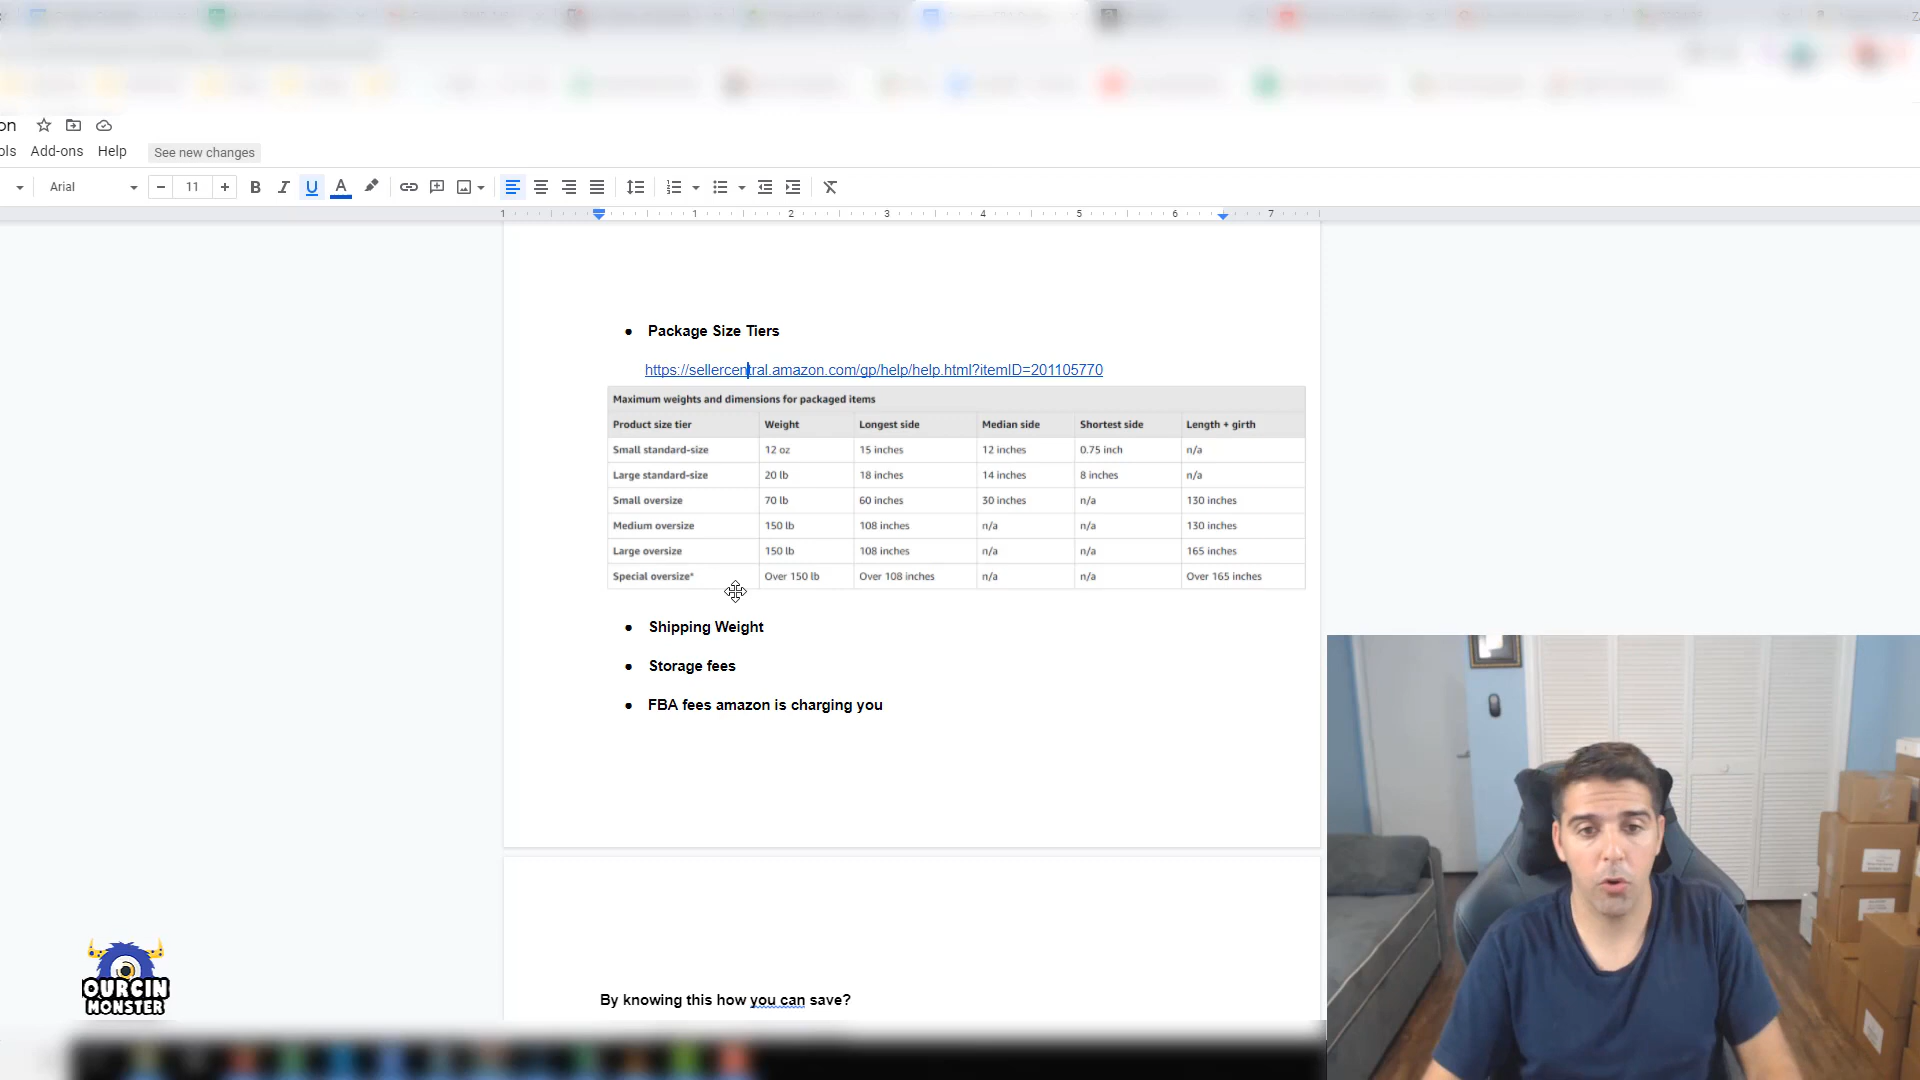 on
ols Add-ons Help See new changes
Arial 11 B I U A
1 1 2 3 4 5 6 7
● Package Size Tiers
https://sellercentral.amazon.com/gp/help/help.html?itemID=201105770
Maximum weights and dimensions for packaged items
Product size tier Weight Longest side Median side Shortest side Length + girth
Small standard-size 12 oz 15 inches 12 inches 0.75 inch n/a
Large standard-size 20 lb 18 inches 14 inches 8 inches n/a
Small oversize 70 lb 60 inches 30 inches n/a 130 inches
Medium oversize 150 lb 108 inches n/a n/a 130 inches
Large oversize 150 lb 108 inches n/a n/a 165 inches
Special oversize* Over 150 lb Over 108 inches n/a n/a Over 165 inches
● Shipping Weight
● Storage fees
● FBA fees amazon is charging you
By knowing this how you can save?
OURCIN
MONSTER